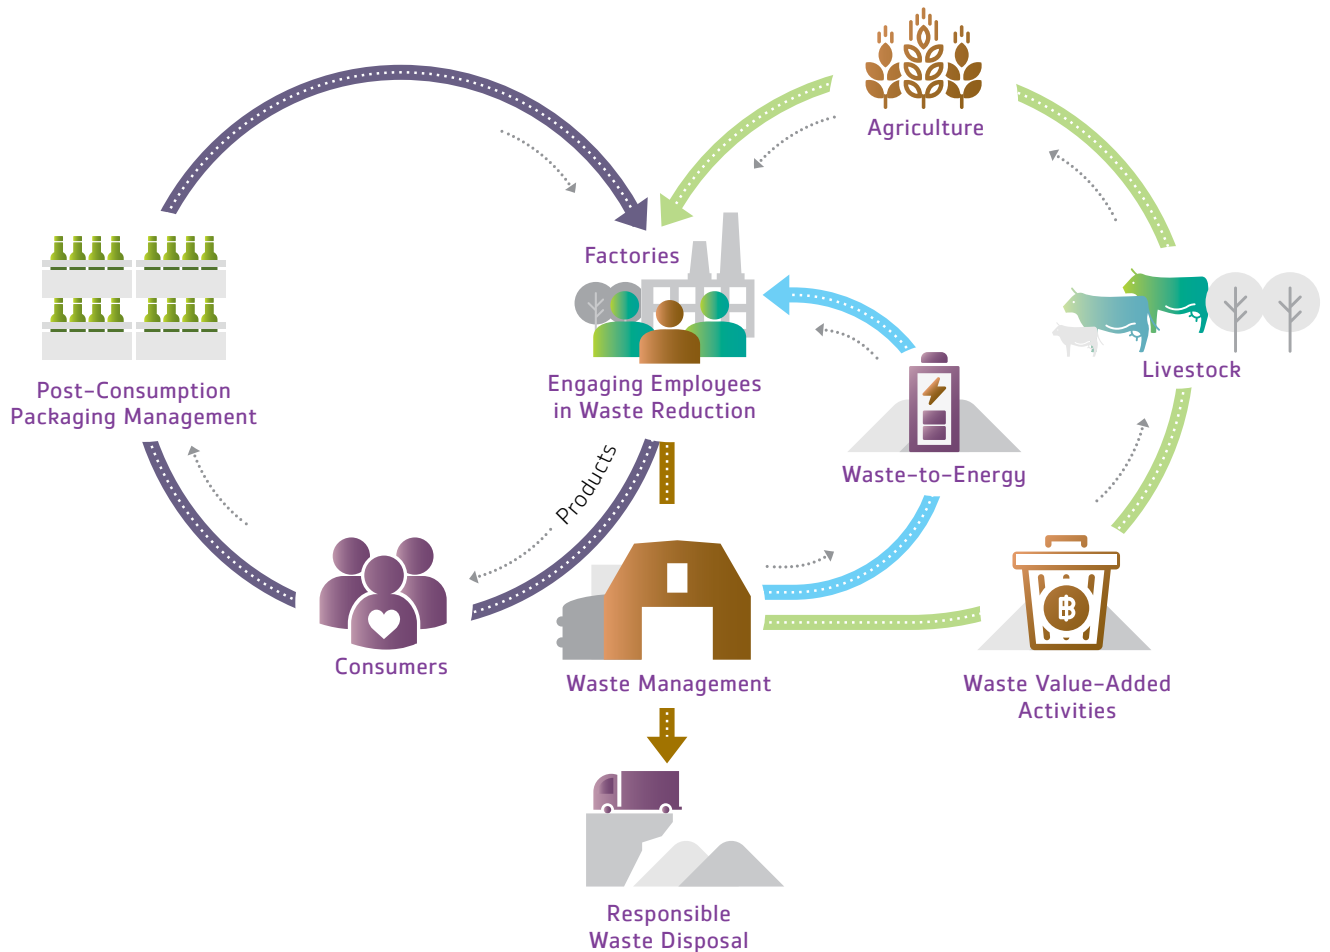 Agriculture
Factories
Livestock
Post-Consumption
Packaging Management
Engaging Employees
in Waste Reduction
Waste-to-Energy
Products
Consumers
Waste Management
Waste Value-Added
Activities
฿
Responsible
Waste Disposal